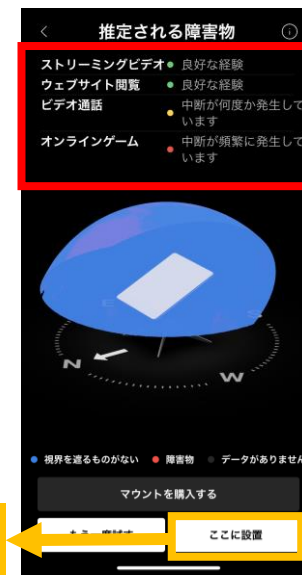 推定される障害物
ストリーミングビデオ 良好な経験
ウェブサイト閲覧 良好な経験
ビデオ通話 中断が何度か発生して
います
オンラインゲーム 中断が頻繁に発生して
います
N
W
視界を遮るものがない 障害物 データがありません
マウントを購入する
ここに設置